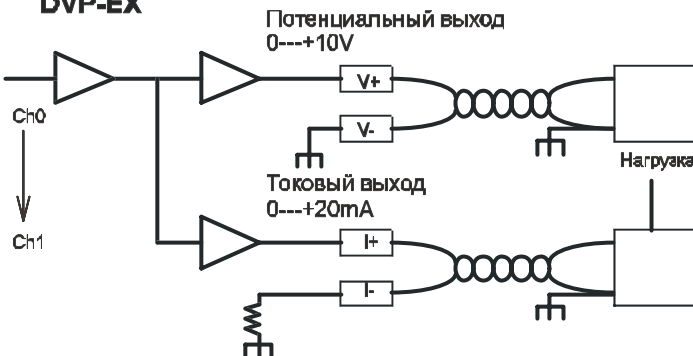 DVP-EX
Потенциальный выход
0---+10V
V+
Ch0
V-
Нагрузка
Токовый выход
0---+20mA
Ch1
I+
I-